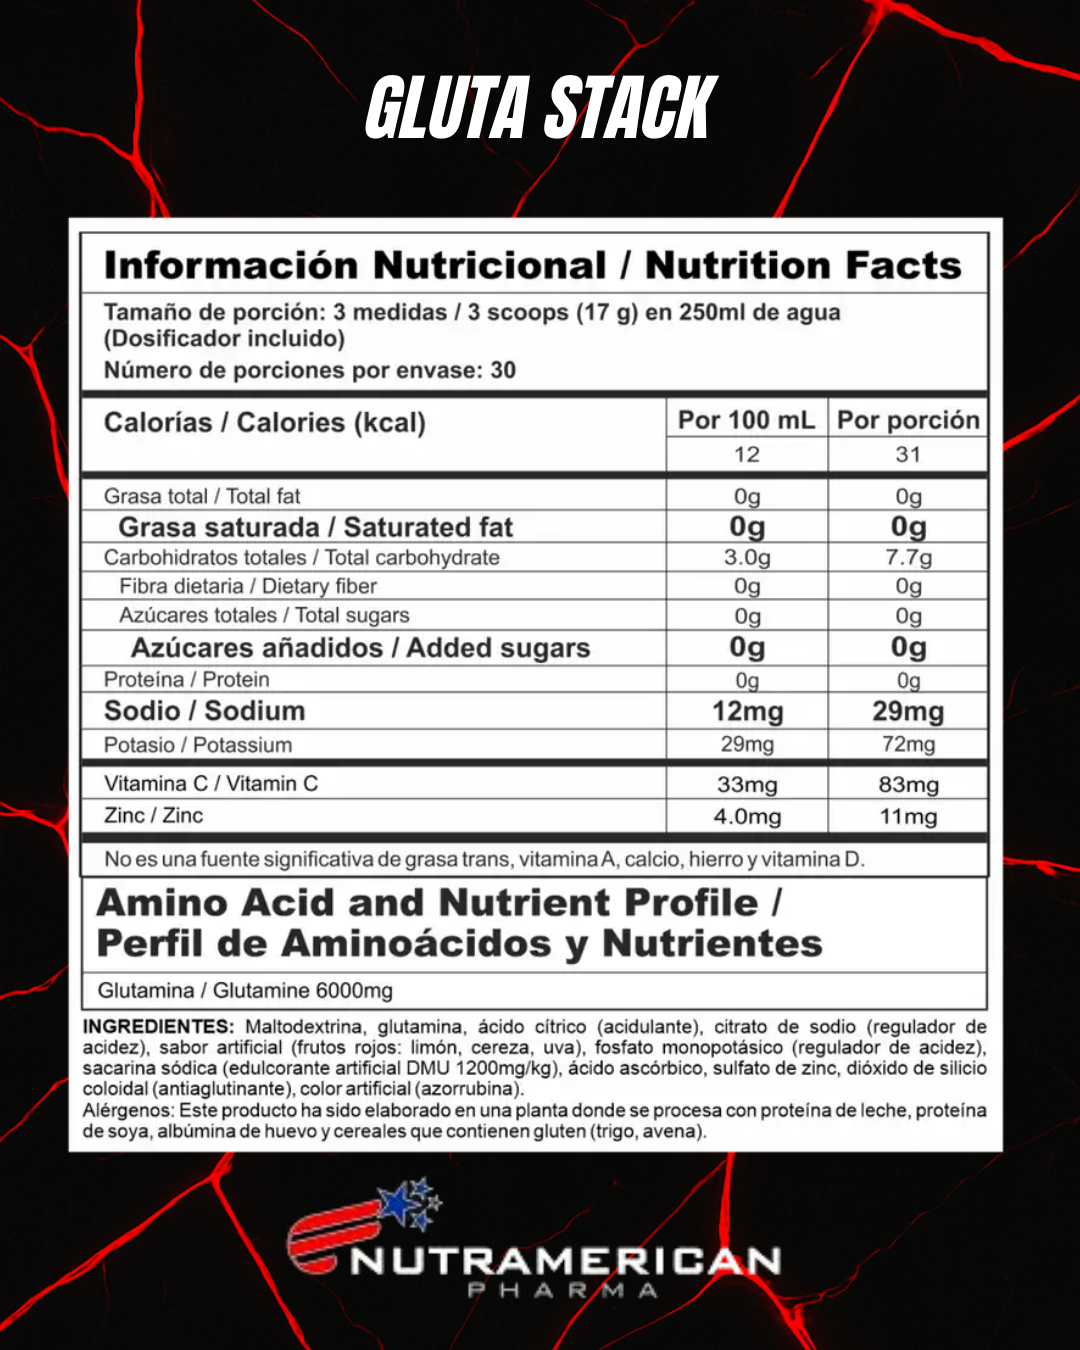 GLUTA STACK
Información Nutricional / Nutrition Facts
Tamaño de porción: 3 medidas / 3 scoops (17 g) en 250ml de agua
(Dosificador incluido)
Número de porciones por envase: 30
Calorías / Calories (kcal) Por 100 mL Por porción
12 31
Grasa total / Total fat 0g 0g
Grasa saturada / Saturated fat 0g 0g
Carbohidratos totales / Total carbohydrate 3.0g 7.7g
Fibra dietaria / Dietary fiber 0g 0g
Azúcares totales / Total sugars 0g 0g
Azúcares añadidos / Added sugars 0g 0g
Proteína / Protein 0g 0g
Sodio / Sodium 12mg 29mg
Potasio / Potassium 29mg 72mg
Vitamina C / Vitamin C 33mg 83mg
Zinc / Zinc 4.0mg 11mg
No es una fuente significativa de grasa trans, vitamina A, calcio, hierro y vitamina D.
Amino Acid and Nutrient Profile /
Perfil de Aminoácidos y Nutrientes
Glutamina / Glutamine 6000mg
INGREDIENTES: Maltodextrina, glutamina, ácido cítrico (acidulante), citrato de sodio (regulador de
acidez), sabor artificial (frutos rojos: limón, cereza, uva), fosfato monopotásico (regulador de acidez),
sacarina sódica (edulcorante artificial DMU 1200mg/kg), ácido ascórbico, sulfato de zinc, dióxido de silicio
coloidal (antiaglutinante), color artificial (azorrubina).
Alérgenos: Este producto ha sido elaborado en una planta donde se procesa con proteína de leche, proteína
de soya, albúmina de huevo y cereales que contienen gluten (trigo, avena).
NUTRAMERICAN
PHARMA